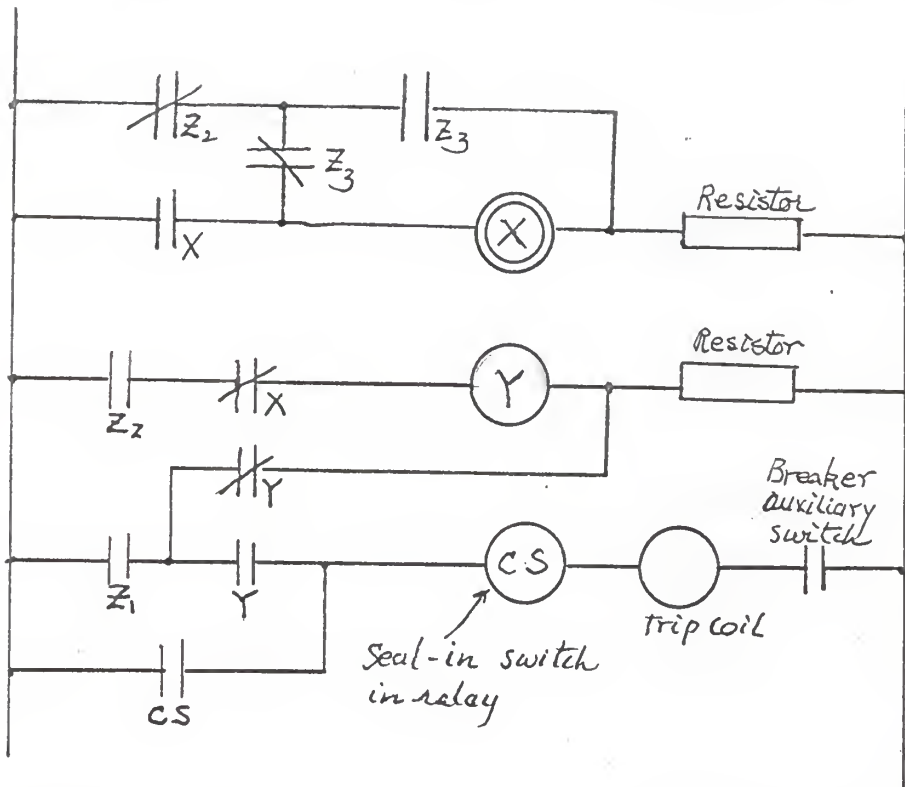 Z2
Z3
Z3
X
X
Resistor
Z2
X
Y
Resistor
Y
Breaker
auxiliary
switch
Z1
Y
CS
Trip coil
Seal-in switch
in relay
CS